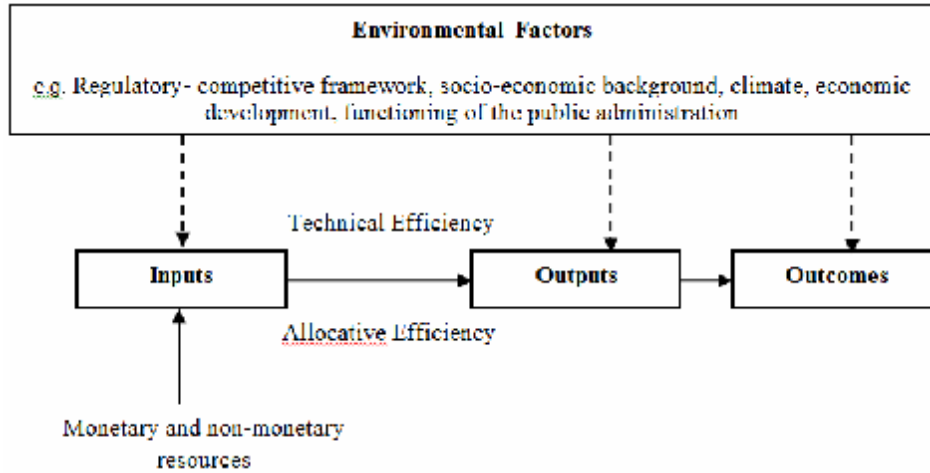 Environmental Factors
e.g. Regulatory- competitive framework, socio-economic background, climate, economic
development, functioning of the public administration
Technical Efficiency
Inputs
Outputs
Outcomes
Allocative Efficiency
Monetary and non-monetary
resources